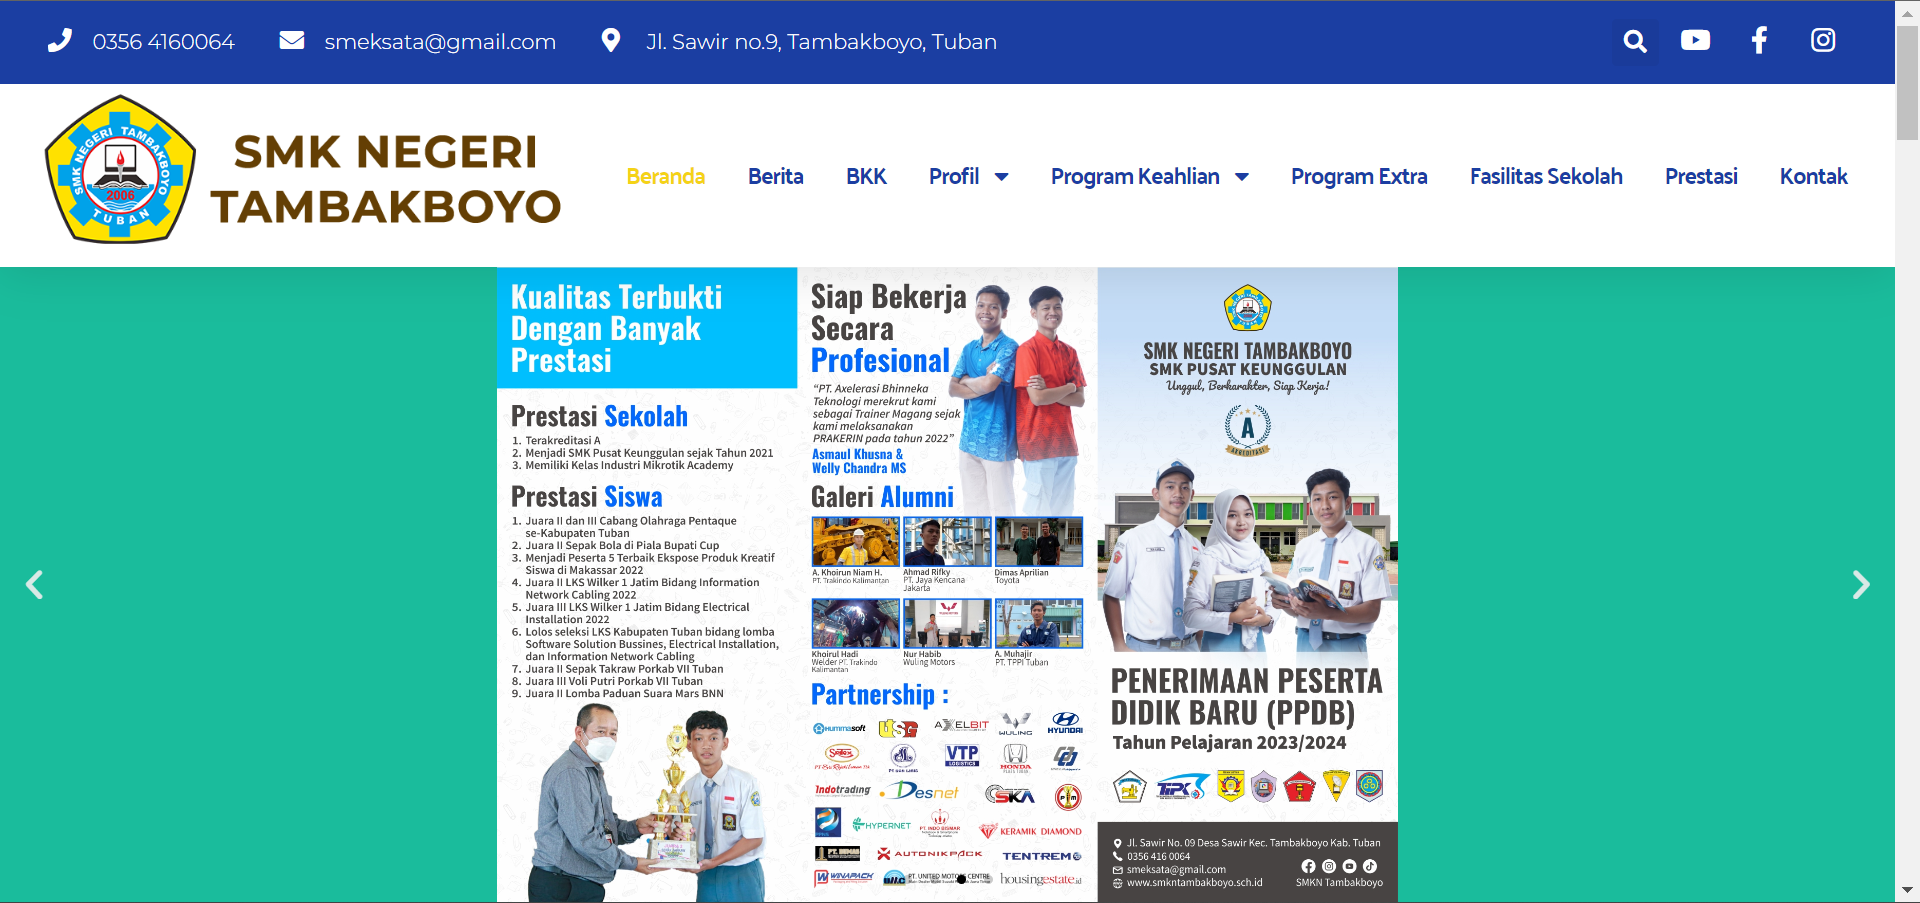 0356 4160064
smeksata@gmail.com
Jl. Sawir no.9, Tambakboyo, Tuban
SMK NEGERI TAMBAKBOYO
2006
TUBAN
SMK NEGERI
TAMBAKBOYO
Beranda
Berita
BKK
Profil
Program Keahlian
Program Extra
Fasilitas Sekolah
Prestasi
Kontak
Kualitas Terbukti
Dengan Banyak
Prestasi
Prestasi Sekolah
1. Terakreditasi A
2. Menjadi SMK Pusat Keunggulan sejak Tahun 2021
3. Memiliki Kelas Industri Mikrotik Academy
Prestasi Siswa
1. Juara II dan III Cabang Olahraga Pentaque
se-Kabupaten Tuban
2. Juara II Sepak Bola di Piala Bupati Cup
3. Menjadi Peserta 5 Terbaik Ekspose Produk Kreatif
Siswa di Makassar 2022
4. Juara II LKS Wilker 1 Jatim Bidang Information
Network Cabling 2022
5. Juara III LKS Wilker 1 Jatim Bidang Electrical
Installation 2022
6. Lolos seleksi LKS Kabupaten Tuban bidang lomba
Software Solution Bussines, Electrical Installation,
dan Information Network Cabling
7. Juara II Sepak Takraw Porkab VII Tuban
8. Juara III Voli Putri Porkab VII Tuban
9. Juara II Lomba Paduan Suara Mars BNN
Siap Bekerja
Secara
Profesional
“PT. Axelerasi Bhinneka
Teknologi merekrut kami
sebagai Trainer Magang sejak
kami melaksanakan
PRAKERIN pada tahun 2022”
Asmaul Khusna &
Welly Chandra MS
Galeri Alumni
A. Khoirun Niam H.
PT. Trakindo Kalimantan
Ahmad Rifky
PT. Jaya Kencana
Jakarta
Dimas Aprilian
Toyota
Khoirul Hadi
Welder PT. Trakindo
Kalimantan
Nur Habib
Wuling Motors
A. Muhajir
PT. TPPI Tuban
Partnership :
HUMMASOFT
USG
AXELBIT
WULING
HYUNDAI
VTP
LOGISTICS
HONDA
Indotrading
Desnet
SKA
HYPERNET
PT. INDO BISMAR
KERAMIK DIAMOND
AUTONIKPACK
TENTREM
WINAPACK
PT. UNITED MOTORS CENTRE
housingestate.id
SMK NEGERI TAMBAKBOYO
SMK PUSAT KEUNGGULAN
Unggul, Berkarakter, Siap Kerja!
A
AKREDITASI
PENERIMAAN PESERTA
DIDIK BARU (PPDB)
Tahun Pelajaran 2023/2024
Jl. Sawir No. 09 Desa Sawir Kec. Tambakboyo Kab. Tuban
0356 416 0064
smeksata@gmail.com
www.smkntambakboyo.sch.id
SMKN Tambakboyo